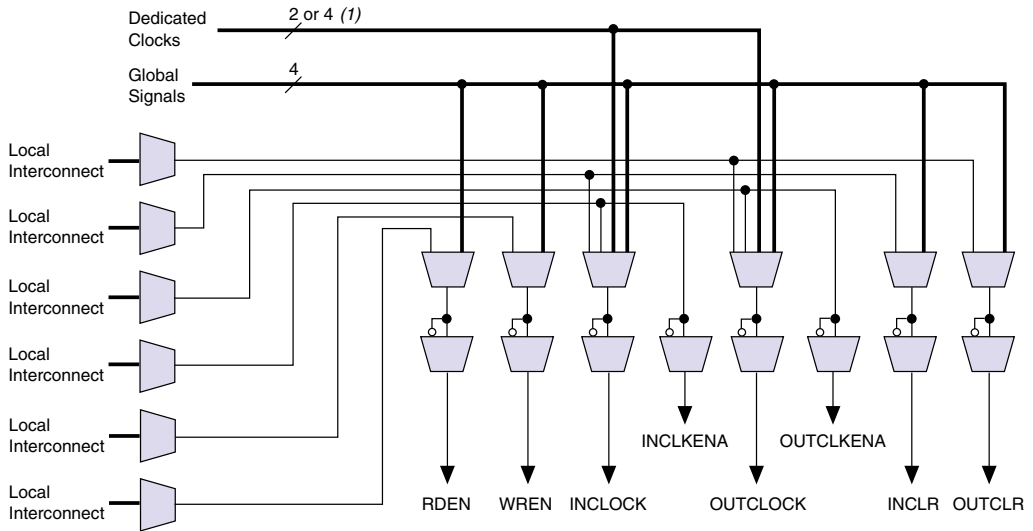 Dedicated
Clocks
2 or 4 (1)
Global
Signals
4
Local
Interconnect
Local
Interconnect
Local
Interconnect
Local
Interconnect
Local
Interconnect
Local
Interconnect
INCLKENA
OUTCLKENA
RDEN
WREN
INCLOCK
OUTCLOCK
INCLR
OUTCLR